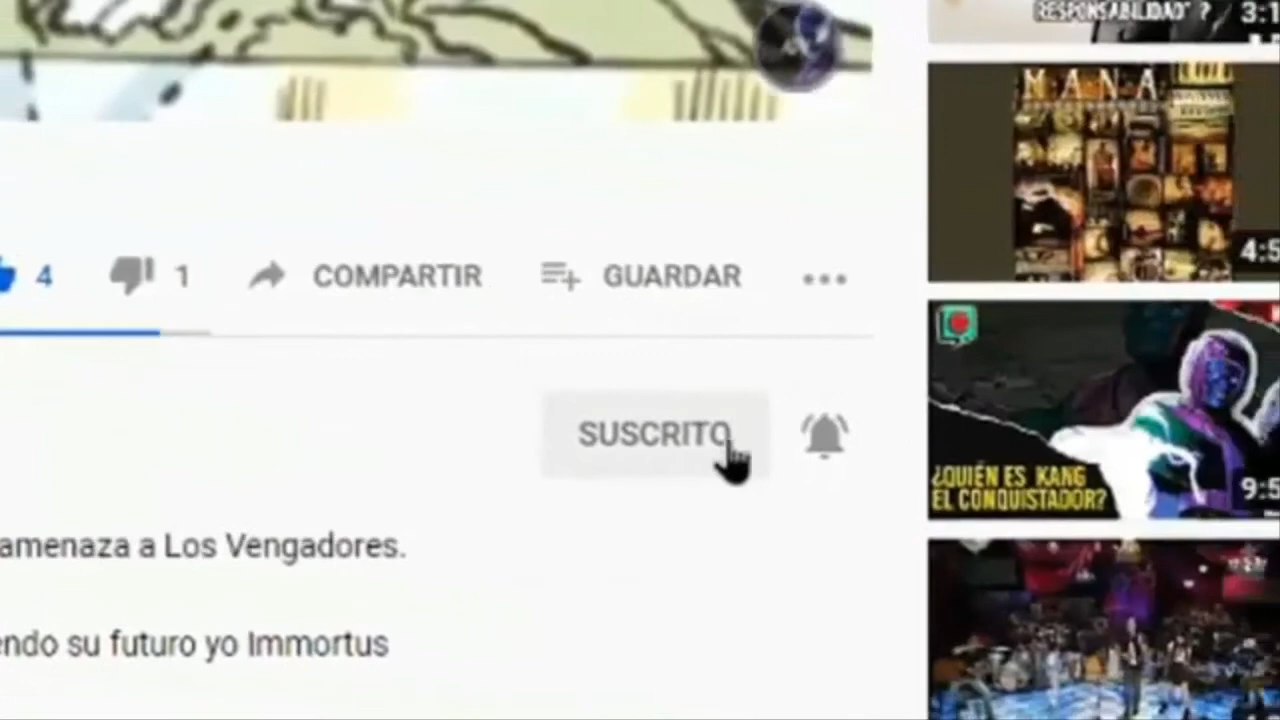 RESPONSABILIDAD" ?
3:1
MANA
4:5
4
1
COMPARTIR
GUARDAR
SUSCRITO
¿QUIÉN ES KANG
EL CONQUISTADOR?
9:5
amenaza a Los Vengadores.
endo su futuro yo Immortus